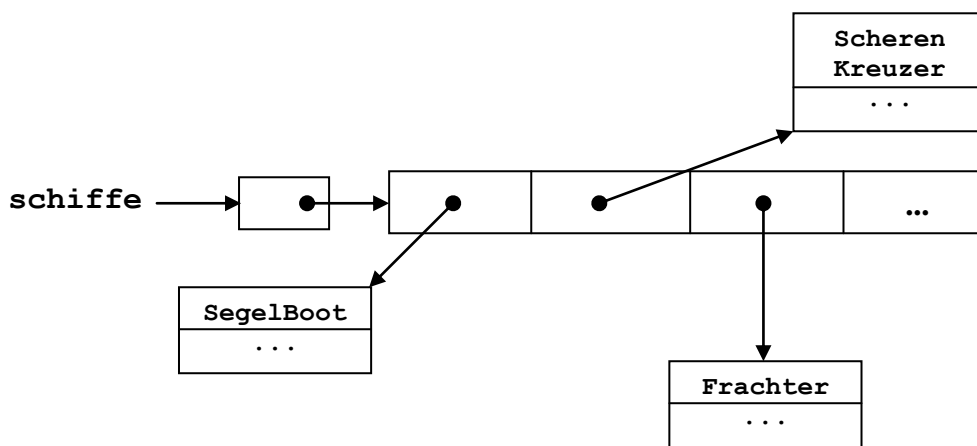 Scheren
Kreuzer
...
schiffe
...
SegelBoot
...
Frachter
...